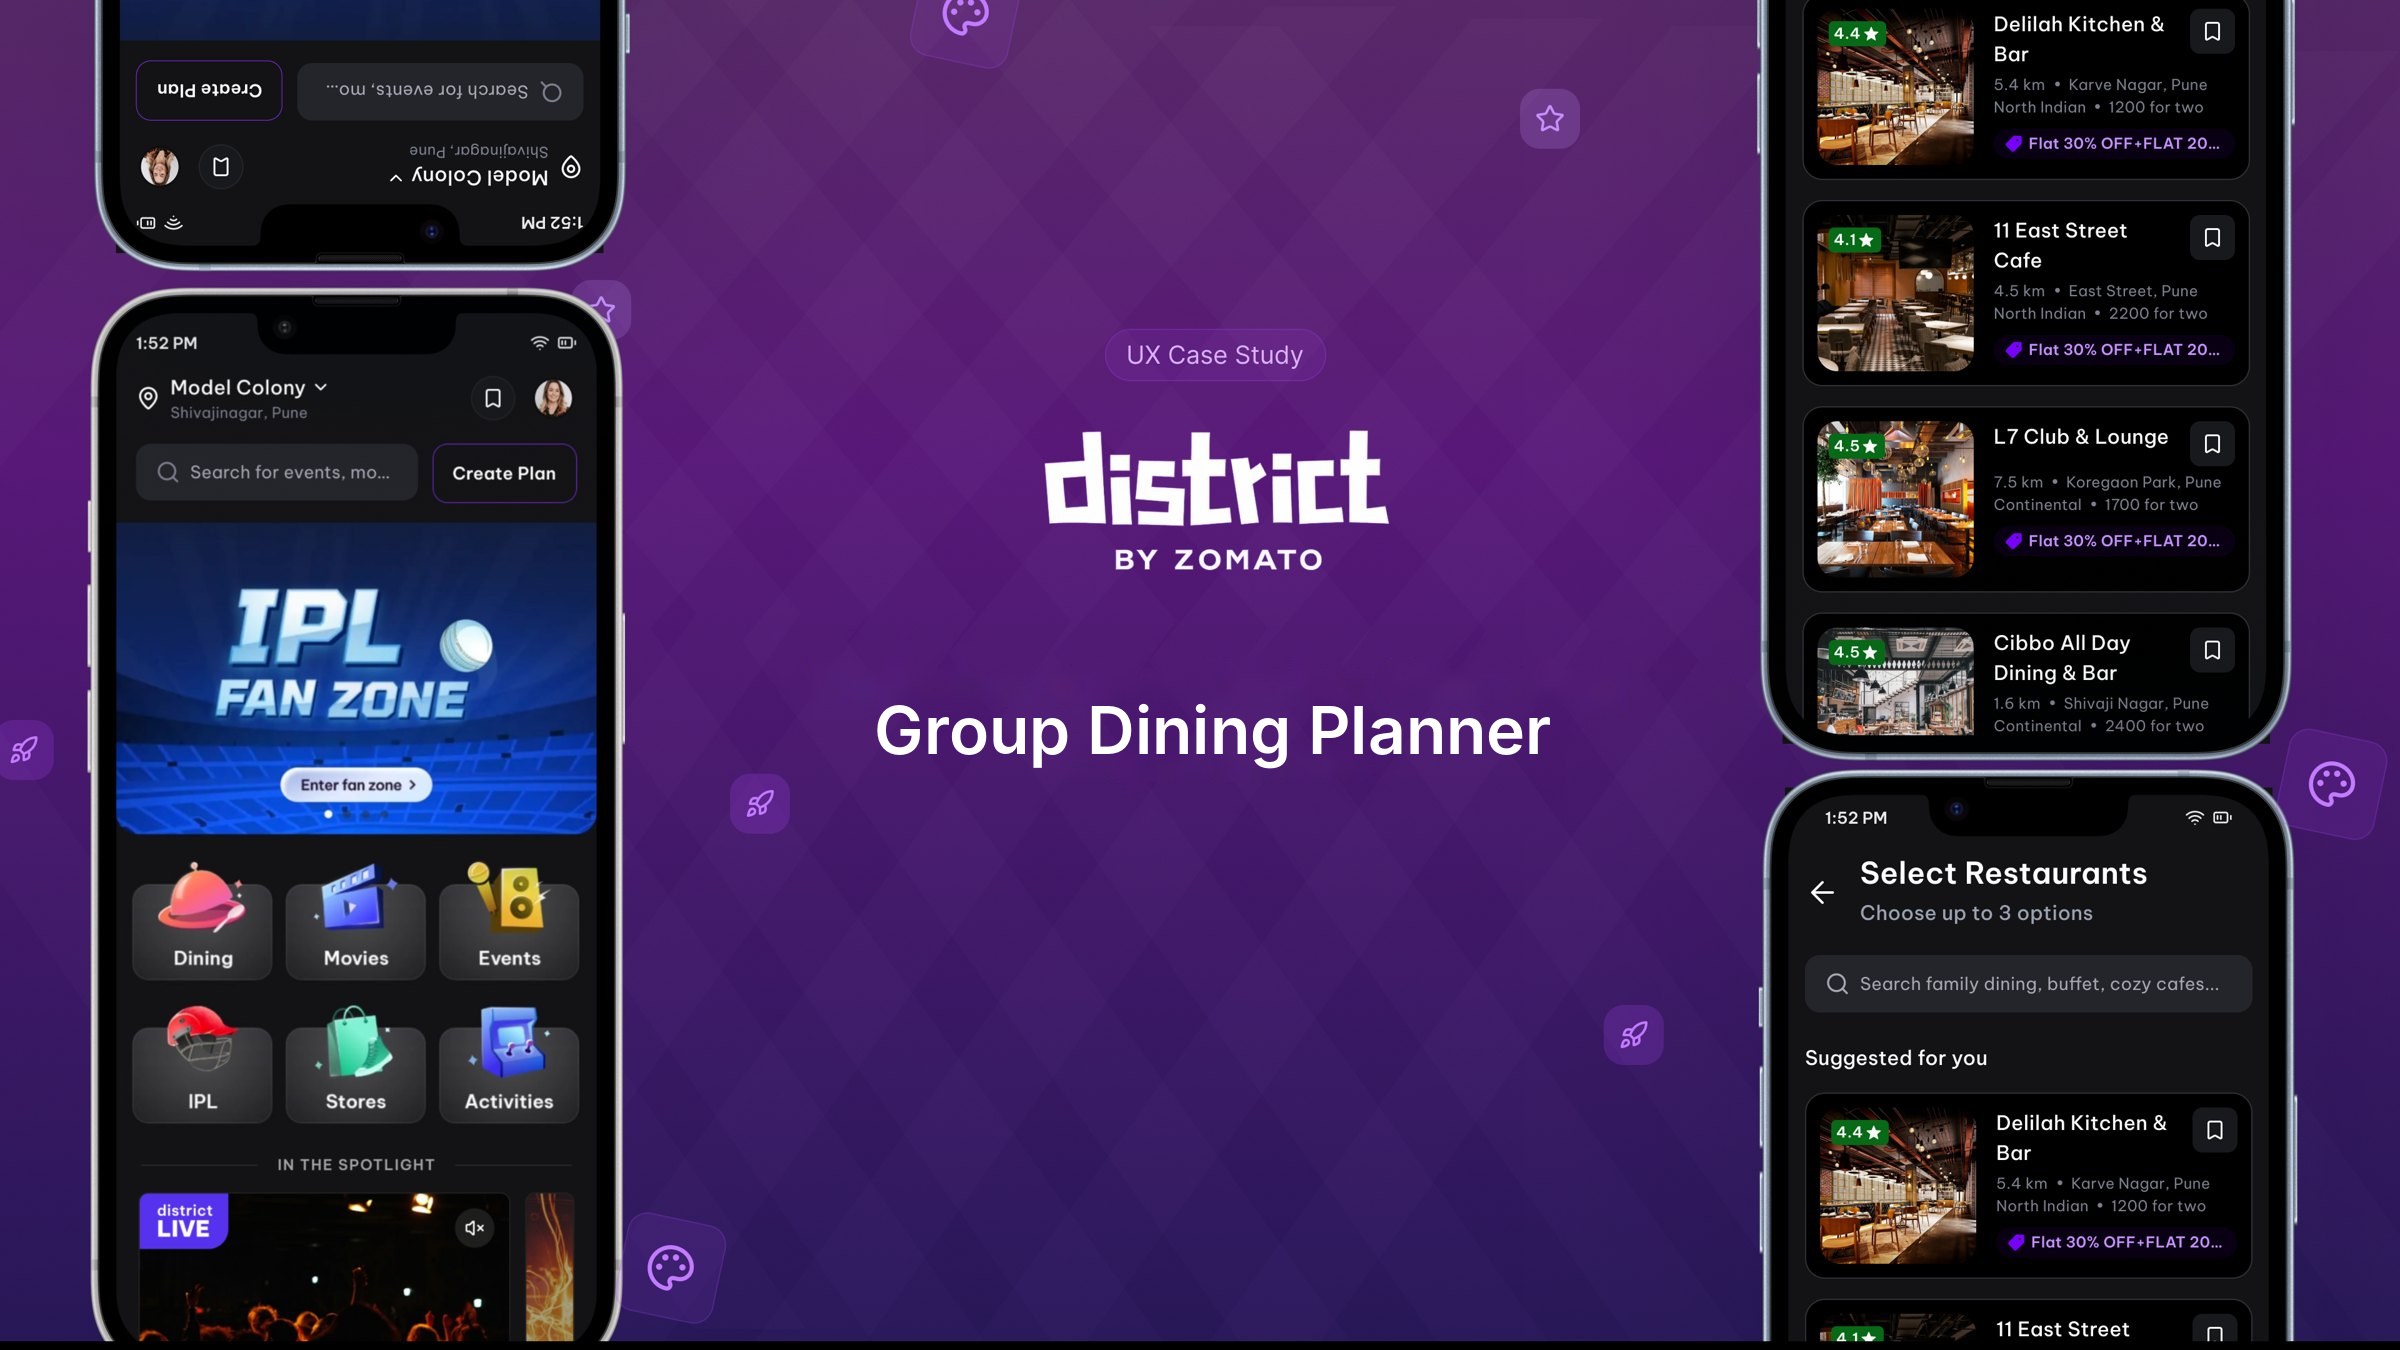 Create Plan
Search for events, mo...
Shivajinagar, Pune
Model Colony
1:52 PM
1:52 PM
Model Colony
Shivajinagar, Pune
Search for events, mo...
Create Plan
IPL
FAN ZONE
Enter fan zone >
Dining
Movies
Events
IPL
Stores
Activities
IN THE SPOTLIGHT
district
LIVE
UX Case Study
district
BY ZOMATO
Group Dining Planner
4.4★
Delilah Kitchen &
Bar
5.4 km • Karve Nagar, Pune
North Indian • 1200 for two
Flat 30% OFF+FLAT 20...
4.1★
11 East Street
Cafe
4.5 km • East Street, Pune
North Indian • 2200 for two
Flat 30% OFF+FLAT 20...
4.5★
L7 Club & Lounge
7.5 km • Koregaon Park, Pune
Continental • 1700 for two
Flat 30% OFF+FLAT 20...
4.5★
Cibbo All Day
Dining & Bar
1.6 km • Shivaji Nagar, Pune
Continental • 2400 for two
1:52 PM
Select Restaurants
Choose up to 3 options
Search family dining, buffet, cozy cafes...
Suggested for you
4.4★
Delilah Kitchen &
Bar
5.4 km • Karve Nagar, Pune
North Indian • 1200 for two
Flat 30% OFF+FLAT 20...
4.1★
11 East Street